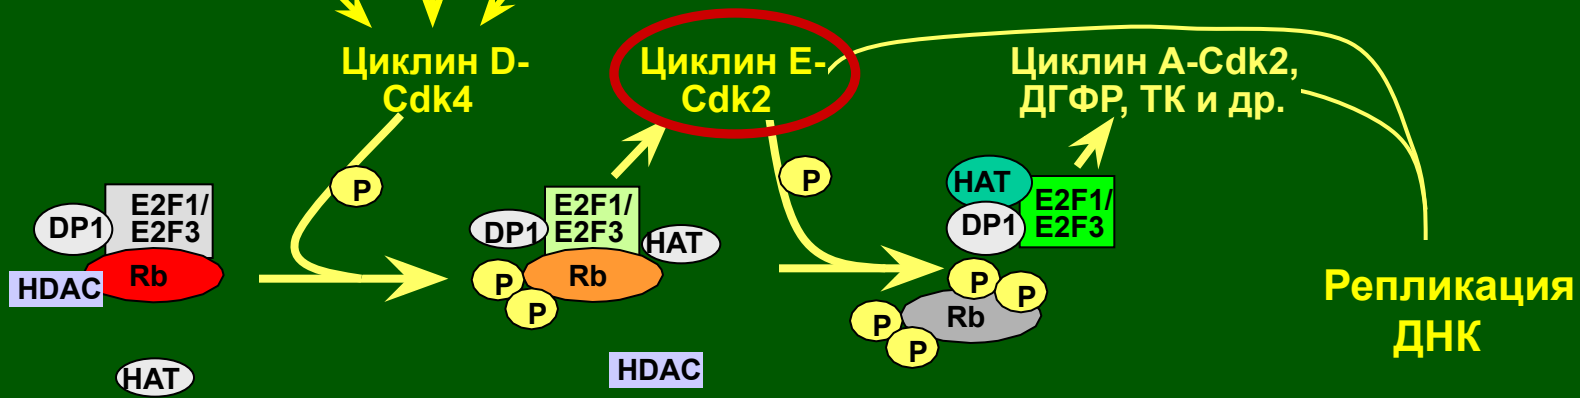 Циклин D-
Cdk4
Циклин E-
Cdk2
Циклин A-Cdk2,
ДГФР, ТК и др.
P
P
HAT
E2F1/
E2F3
DP1
E2F1/
E2F3
DP1
E2F1/
E2F3
DP1
HAT
Rb
HDAC
Rb
P
P
P
P
Rb
P
P
Репликация
ДНК
HAT
HDAC